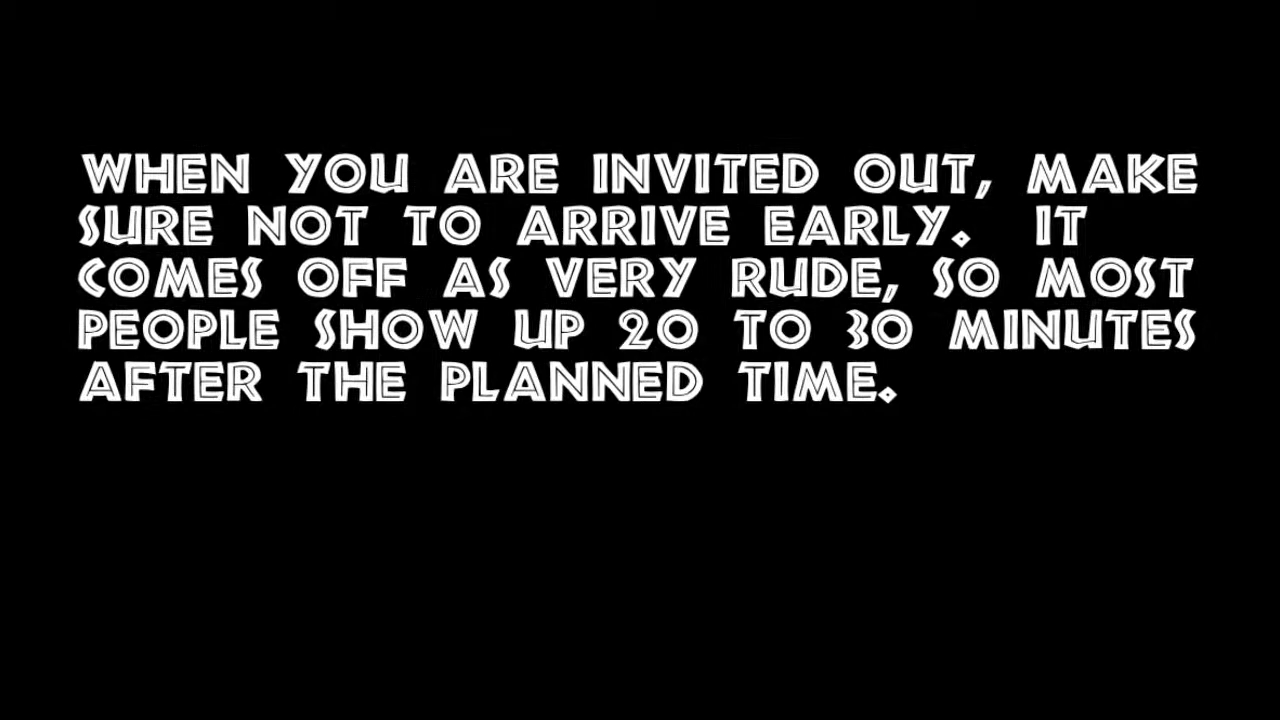 WHEN YOU ARE INVITED OUT, MAKE
SURE NOT TO ARRIVE EARLY. IT
COMES OFF AS VERY RUDE, SO MOST
PEOPLE SHOW UP 20 TO 30 MINUTES
AFTER THE PLANNED TIME.